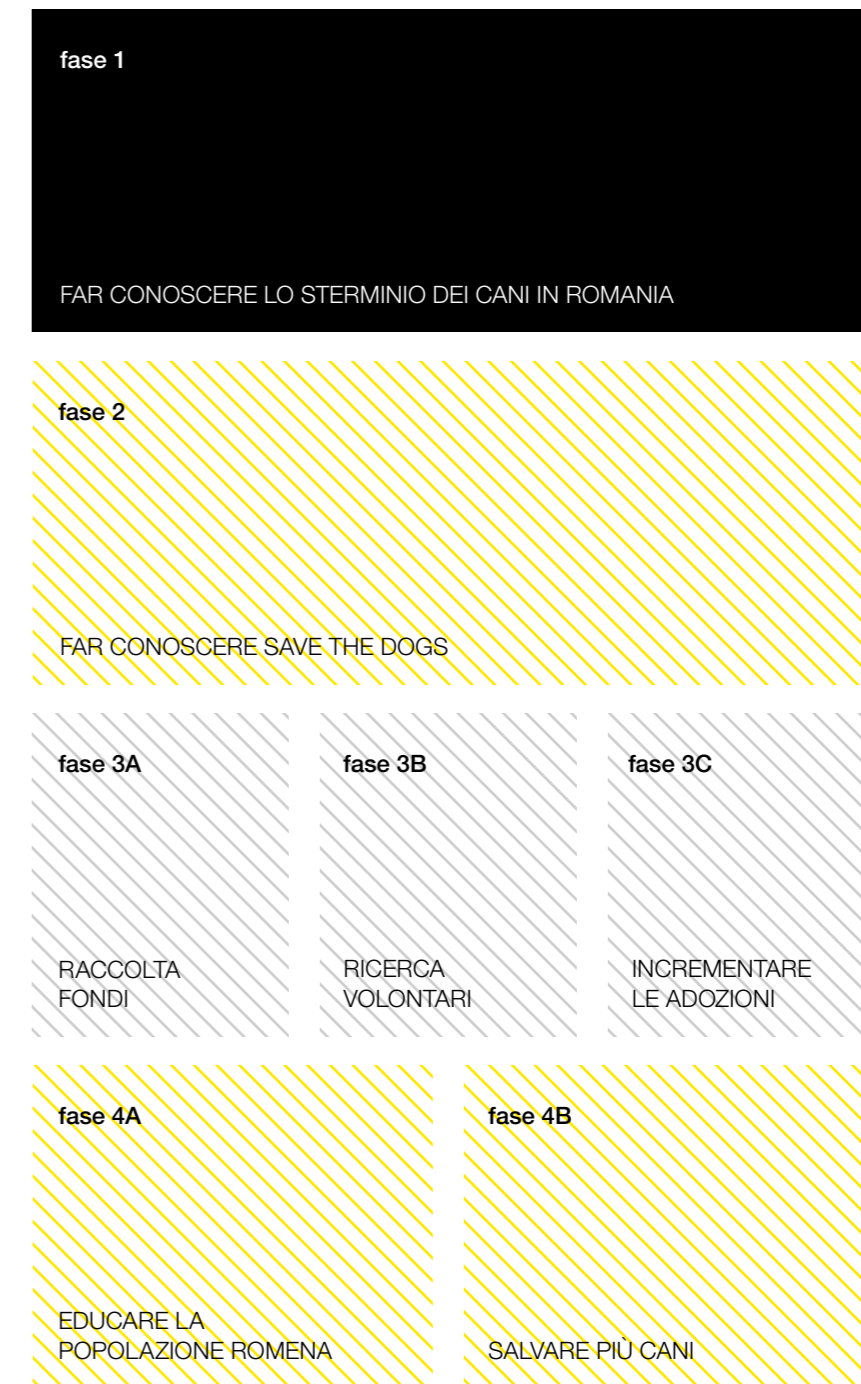 fase 1
FAR CONOSCERE LO STERMINIO DEI CANI IN ROMANIA
fase 2
FAR CONOSCERE SAVE THE DOGS
fase 3A
RACCOLTA
FONDI
fase 3B
RICERCA
VOLONTARI
fase 3C
INCREMENTARE
LE ADOZIONI
fase 4A
EDUCARE LA
POPOLAZIONE ROMENA
fase 4B
SALVARE PIÙ CANI